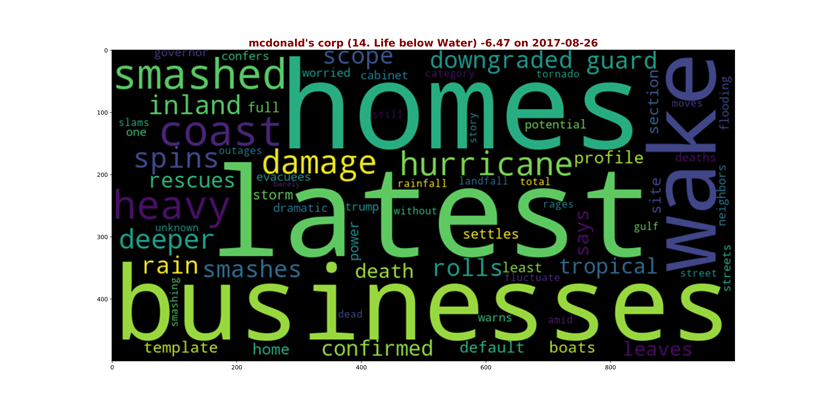 mcdonald's corp (14. Life below Water) -6.47 on 2017-08-26
governor confers scope downgraded guard
smashed worried cabinet category tornado
homes wake section flooding
inland full still moves
slams coast story potential
one
spins outages damage hurricane profile deaths
rescues evacuees barely rainfall landfall total site neighbors
heavy storm latest
dramatic trump without rages
unknown power settles says gulf
deeper
rain smashes death rolls least tropical street streets
fluctuate
businesses
smashing dead warns amid
template home confirmed default boats leaves
0
100
200
300
400
0 200 400 600 800